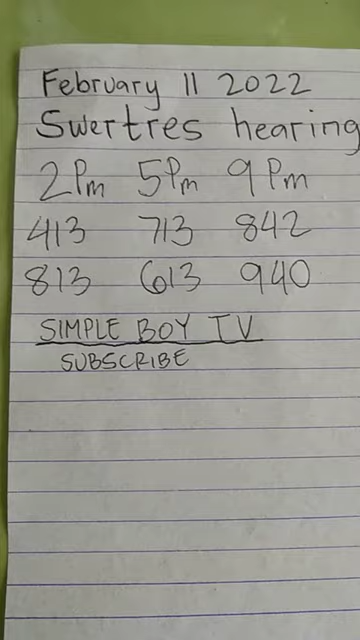 February 11 2022
Swertres hearing
2Pm 5Pm 9Pm
413 713 842
813 613 940
SIMPLE BOY TV
SUBSCRIBE